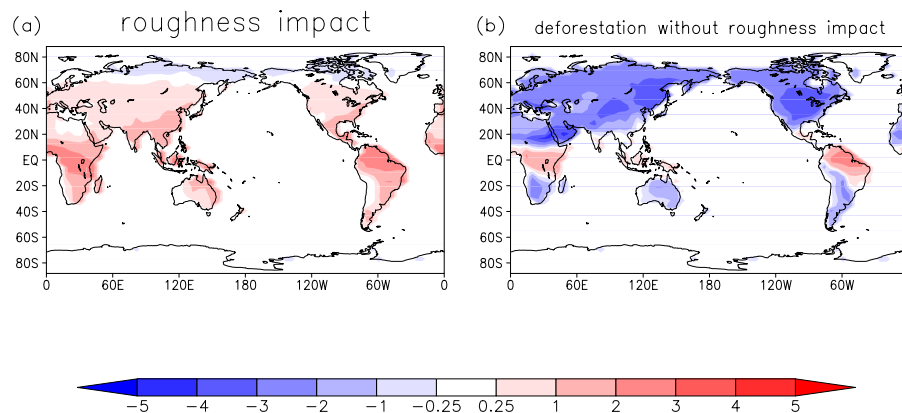 (a) roughness impact
(b) deforestation without roughness impact
80N
60N
40N
20N
EQ
20S
40S
60S
80S
0 60E 120E 180 120W 60W 0
80N
60N
40N
20N
EQ
20S
40S
60S
80S
0 60E 120E 180 120W 60W
-5 -4 -3 -2 -1 -0.25 0.25 1 2 3 4 5